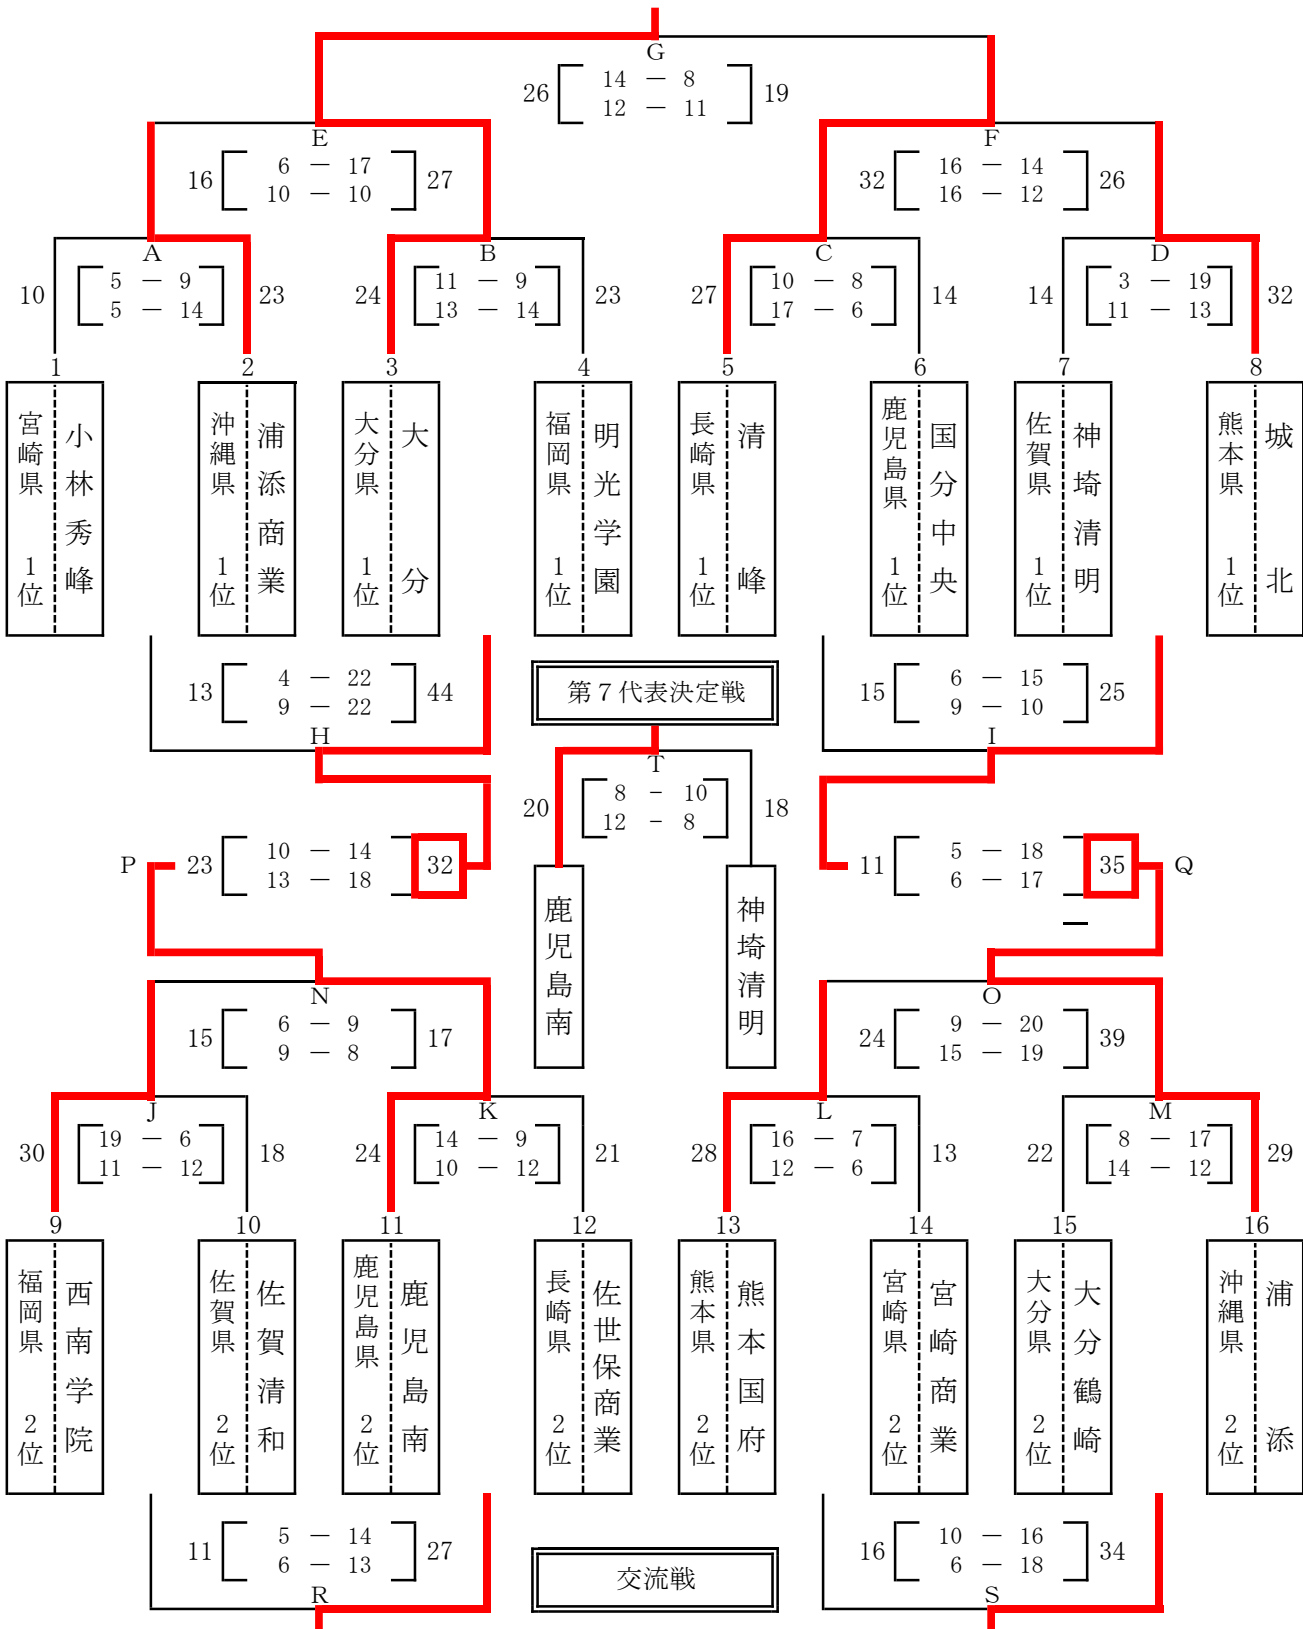 G
26 14 － 8 19
12 － 11
E
16 6 － 17 27
10 － 10
F
32 16 － 14 26
16 － 12
A
10 5 － 9 23
5 － 14
B
24 11 － 9 23
13 － 14
C
27 10 － 8 14
17 － 6
D
14 3 － 19 32
11 － 13
1
宮崎県 1位
小林秀峰
2
沖縄県 1位
浦添商業
3
大分県 1位
大分
4
福岡県 1位
明光学園
5
長崎県 1位
清峰
6
鹿児島県 1位
国分中央
7
佐賀県 1位
神埼清明
8
熊本県 1位
城北
13 4 － 22 44
9 － 22
H
第７代表決定戦
15 6 － 15 25
9 － 10
I
T
20 8 - 10 18
12 - 8
鹿児島南
神埼清明
P 23 10 － 14 32
13 － 18
11 5 － 18 35 Q
6 － 17
N
15 6 － 9 17
9 － 8
O
24 9 － 20 39
15 － 19
J
30 19 － 6 18
11 － 12
K
24 14 － 9 21
10 － 12
L
28 16 － 7 13
12 － 6
M
22 8 － 17 29
14 － 12
9
福岡県 2位
西南学院
10
佐賀県 2位
佐賀清和
11
鹿児島県 2位
鹿児島南
12
長崎県 2位
佐世保商業
13
熊本県 2位
熊本国府
14
宮崎県 2位
宮崎商業
15
大分県 2位
大分鶴崎
16
沖縄県 2位
浦添
11 5 － 14 27
6 － 13
R
交流戦
16 10 － 16 34
6 － 18
S